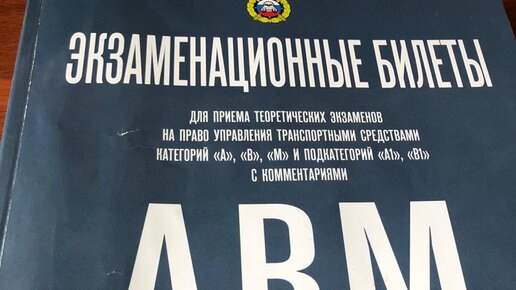 ЭКЗАМЕНАЦИОННЫЕ БИЛЕТЫ
ДЛЯ ПРИЕМА ТЕОРЕТИЧЕСКИХ ЭКЗАМЕНОВ
НА ПРАВО УПРАВЛЕНИЯ ТРАНСПОРТНЫМИ СРЕДСТВАМИ
КАТЕГОРИЙ «А», «В», «М» И ПОДКАТЕГОРИЙ «А1», «В1»
С КОММЕНТАРИЯМИ
АВМ